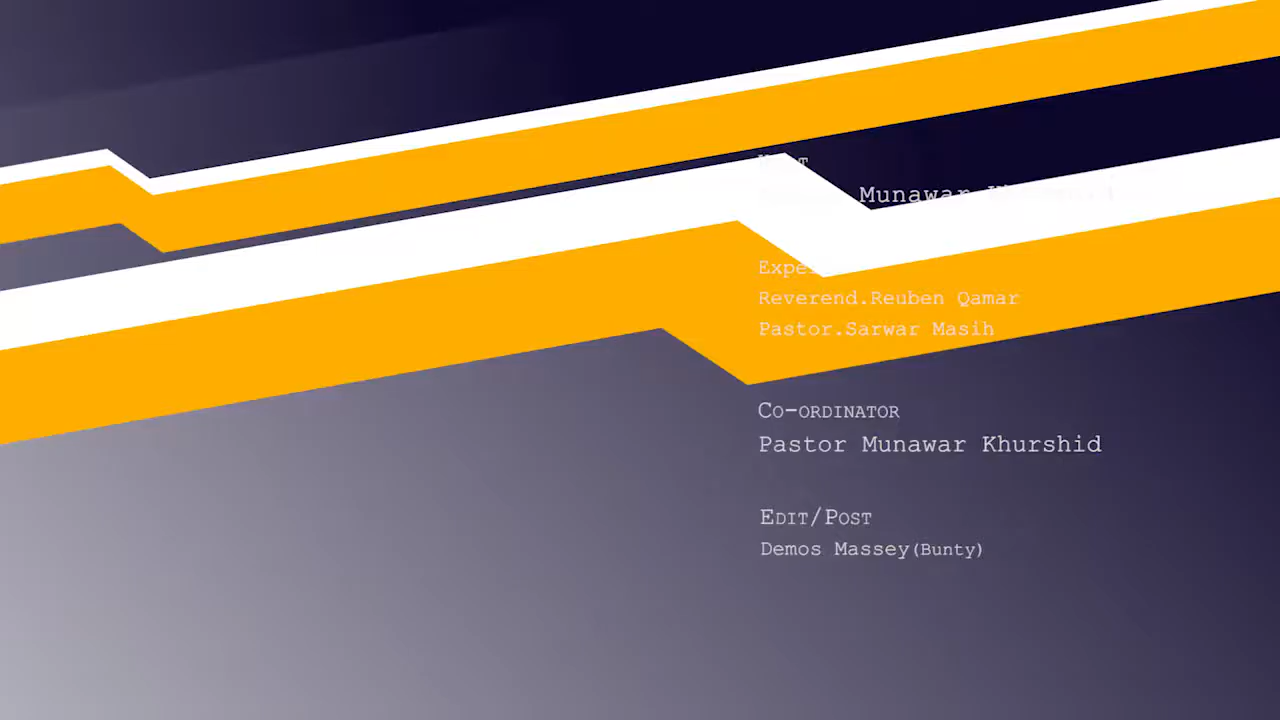 Munawar
Reverend.Reuben Qamar
Pastor.Sarwar Masih
Co-ordinator
Pastor Munawar Khurshid
Edit/Post
Demos Massey(Bunty)